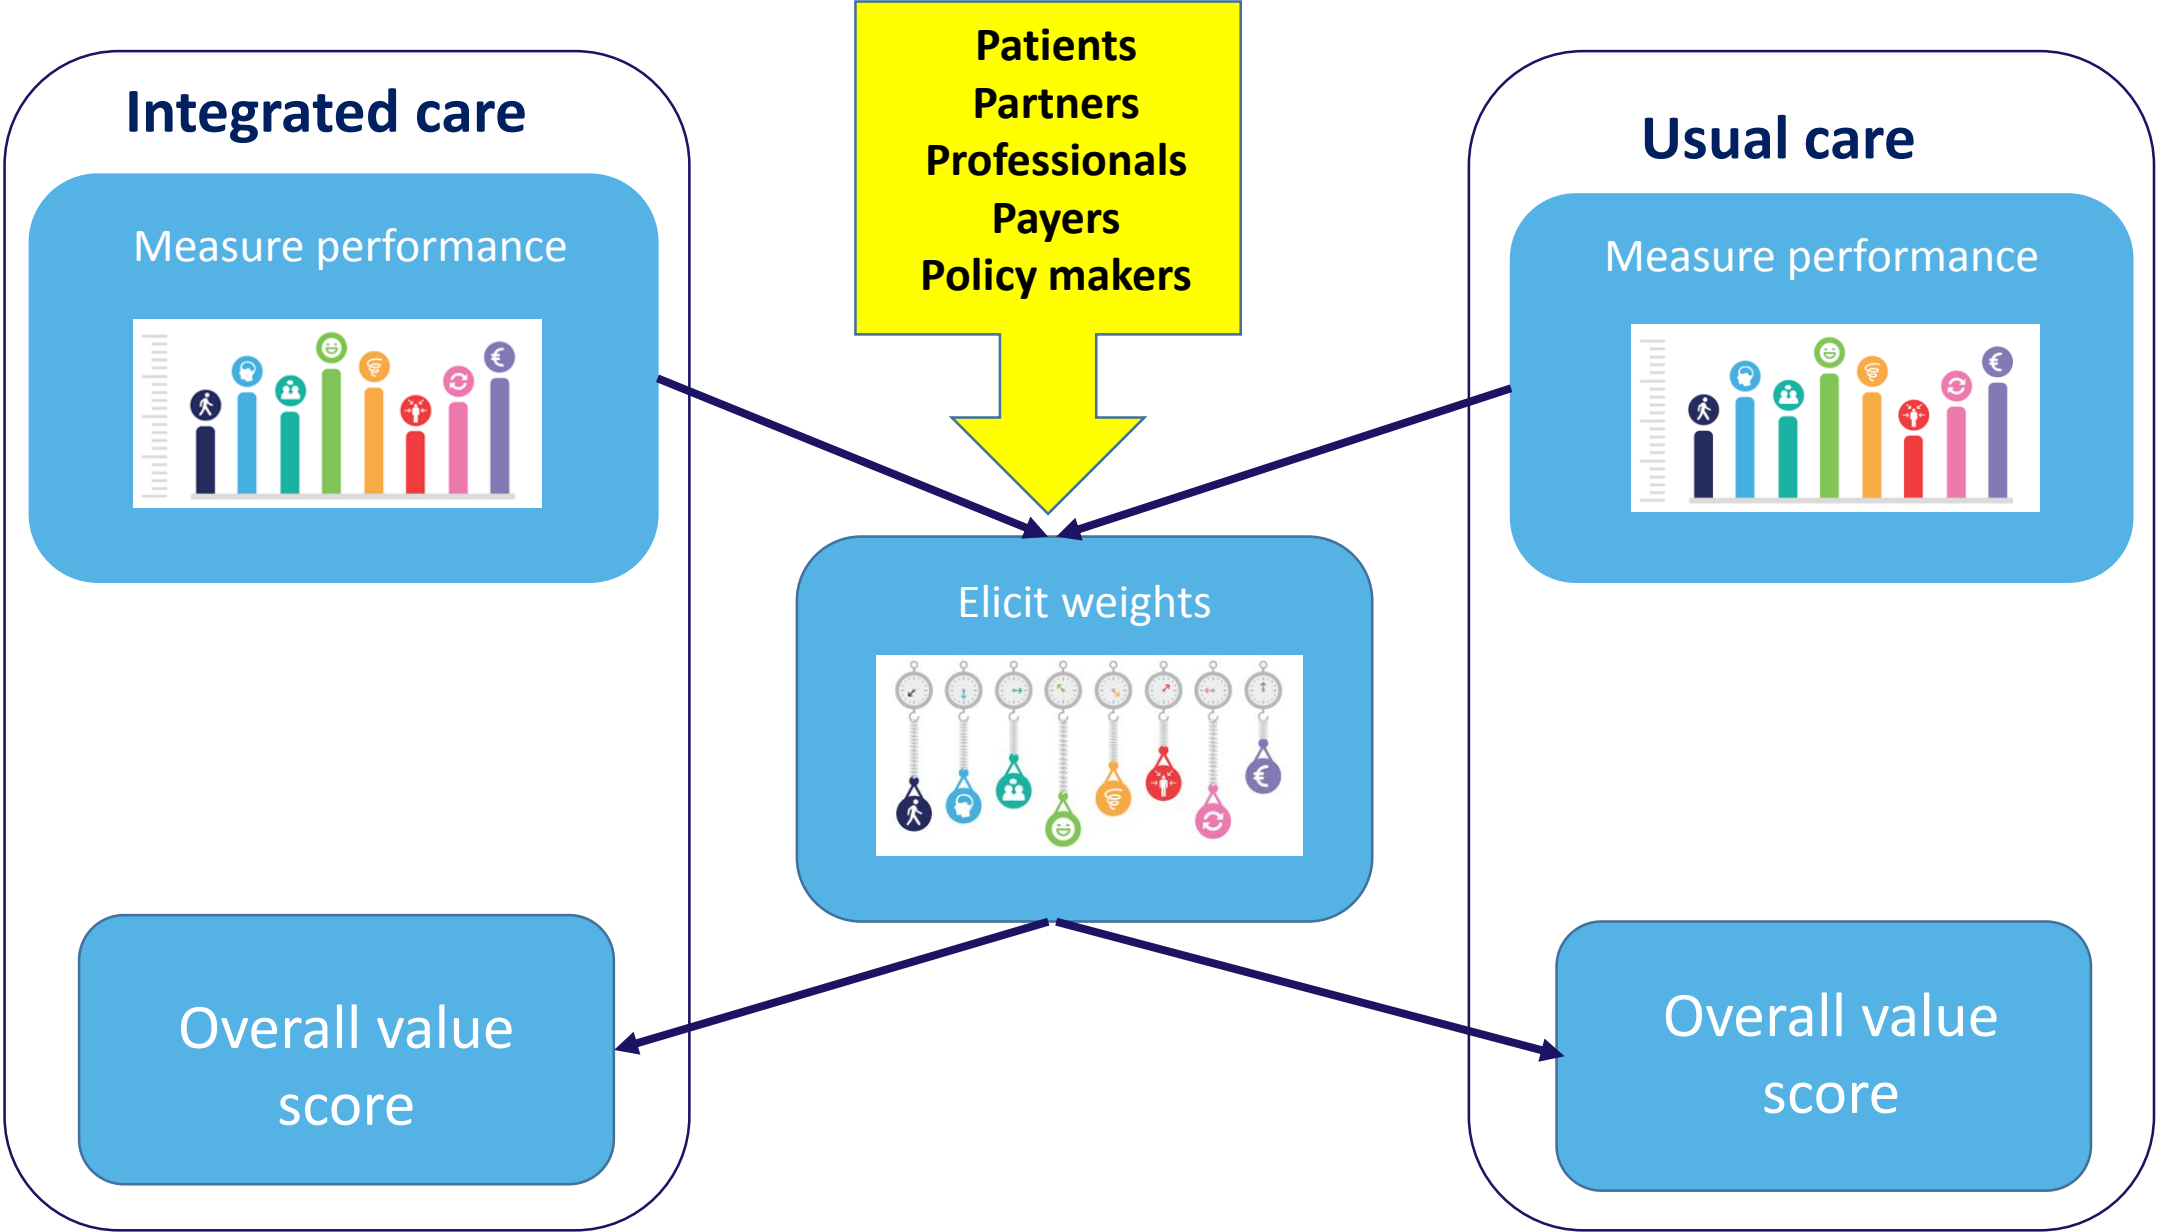 Patients
Partners
Professionals
Payers
Policy makers
Integrated care
Measure performance
€
Usual care
Measure performance
€
Elicit weights
€
Overall value
score
Overall value
score